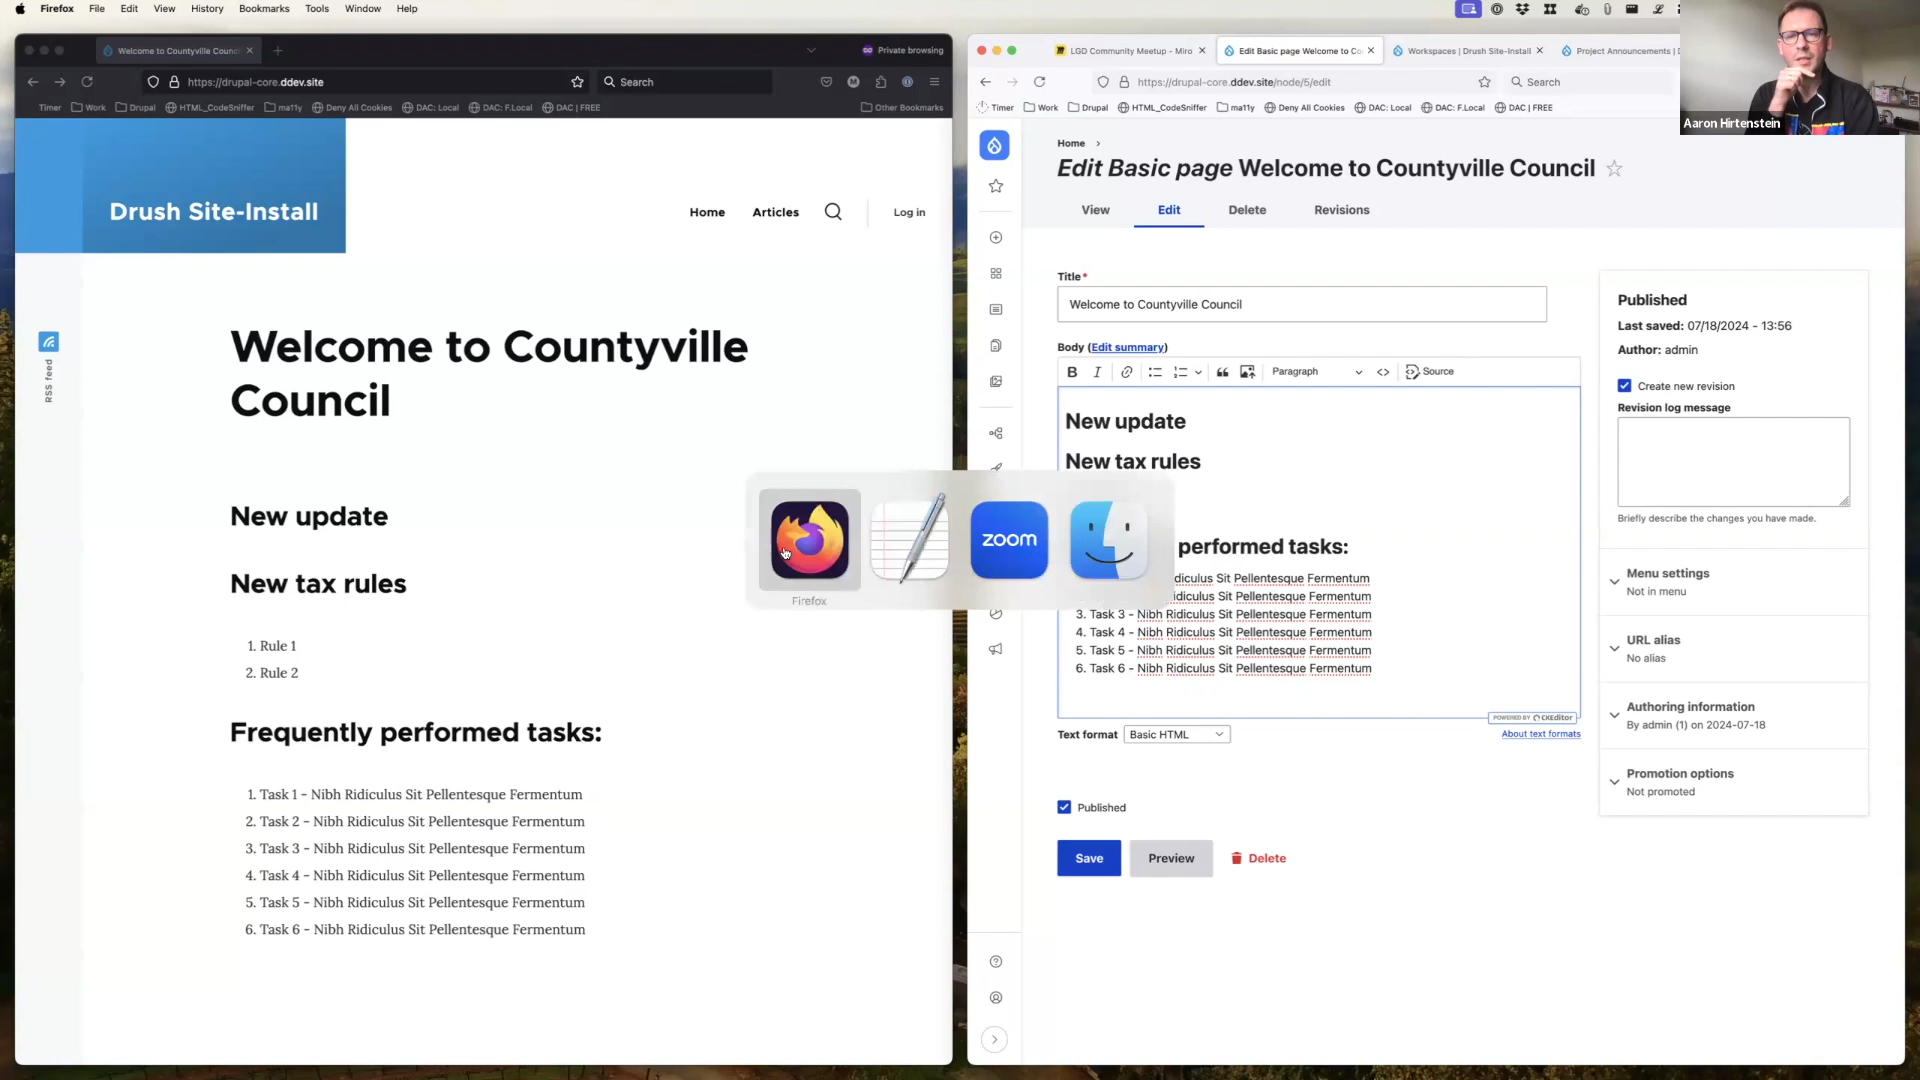 Firefox File Edit View History Bookmarks Tools Window Help
Welcome to Countyville Counci
Private browsing
https://drupal-core.ddev.site
Search
Timer Work Drupal HTML_CodeSniffer ma11y Deny All Cookies DAC: Local DAC: F.Local DAC | FREE Other Bookmarks
Drush Site-Install
Home
Articles
Log in
RSS feed
Welcome to Countyville
Council
New update
New tax rules
1. Rule 1
2. Rule 2
Frequently performed tasks:
1. Task 1 - Nibh Ridiculus Sit Pellentesque Fermentum
2. Task 2 - Nibh Ridiculus Sit Pellentesque Fermentum
3. Task 3 - Nibh Ridiculus Sit Pellentesque Fermentum
4. Task 4 - Nibh Ridiculus Sit Pellentesque Fermentum
5. Task 5 - Nibh Ridiculus Sit Pellentesque Fermentum
6. Task 6 - Nibh Ridiculus Sit Pellentesque Fermentum
Firefox
zoom
LGD Community Meetup - Miro
Edit Basic page Welcome to Co
Workspaces | Drush Site-Install
Project Announcements | D
https://drupal-core.ddev.site/node/5/edit
Search
Timer Work Drupal HTML_CodeSniffer ma11y Deny All Cookies DAC: Local DAC: F.Local DAC | FREE
Aaron Hirtenstein
Home
Edit Basic page Welcome to Countyville Council
View
Edit
Delete
Revisions
Title*
Welcome to Countyville Council
Body (Edit summary)
B I Paragraph Source
New update
New tax rules
performed tasks:
diculus Sit Pellentesque Fermentum
idiculus Sit Pellentesque Fermentum
3. Task 3 - Nibh Ridiculus Sit Pellentesque Fermentum
4. Task 4 - Nibh Ridiculus Sit Pellentesque Fermentum
5. Task 5 - Nibh Ridiculus Sit Pellentesque Fermentum
6. Task 6 - Nibh Ridiculus Sit Pellentesque Fermentum
POWERED BY CKEditor
Text format Basic HTML
About text formats
Published
Save
Preview
Delete
Published
Last saved: 07/18/2024 - 13:56
Author: admin
Create new revision
Revision log message
Briefly describe the changes you have made.
Menu settings
Not in menu
URL alias
No alias
Authoring information
By admin (1) on 2024-07-18
Promotion options
Not promoted